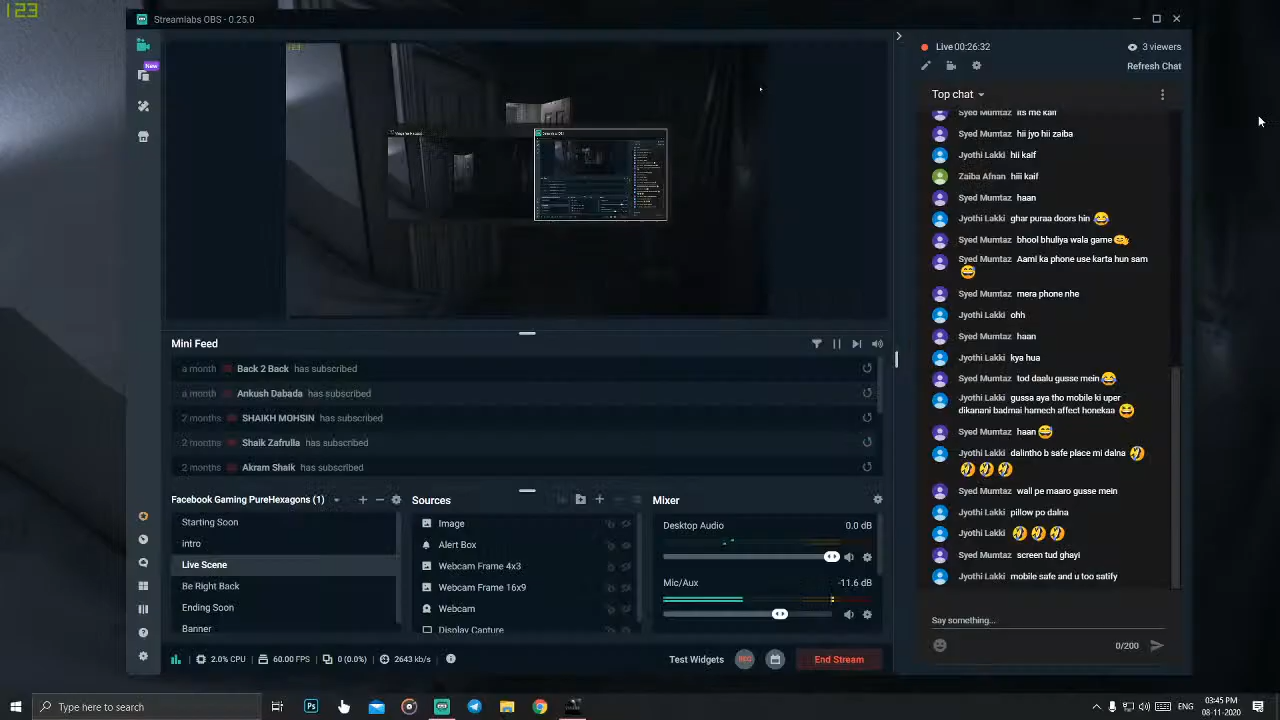 123
Streamlabs OBS - 0.25.0
New
Live 00:26:32
3 viewers
Refresh Chat
Top chat
Syed Mumtaz its me kaif
Syed Mumtaz hii jyo hii zaiba
Jyothi Lakki hii kaif
Zaiba Afnan hiii kaif
Syed Mumtaz haan
Jyothi Lakki ghar puraa doors hin 😂
Syed Mumtaz bhool bhuliya wala game 😊
Syed Mumtaz Aami ka phone use karta hun sam
😅
Syed Mumtaz mera phone nhe
Jyothi Lakki ohh
Syed Mumtaz haan
Jyothi Lakki kya hua
Syed Mumtaz tod daalu gusse mein 😂
Jyothi Lakki gussa aya tho mobile ki uper
dikanani badmai hamech affect honekaa 😅
Syed Mumtaz haan 😅
Jyothi Lakki dalintho b safe place mi dalna 🤣
🤣 🤣 🤣
Syed Mumtaz wall pe maaro gusse mein
Jyothi Lakki pillow po dalna
Jyothi Lakki 🤣 🤣 🤣
Syed Mumtaz screen tud ghayi
Jyothi Lakki mobile safe and u too satify
Say something...
0/200
Mini Feed
a month Back 2 Back has subscribed
a month Ankush Dabada has subscribed
2 months SHAIKH MOHSIN has subscribed
2 months Shaik Zafrulla has subscribed
2 months Akram Shaik has subscribed
Facebook Gaming PureHexagons (1)
Starting Soon
intro
Live Scene
Be Right Back
Ending Soon
Banner
Sources
Image
Alert Box
Webcam Frame 4x3
Webcam Frame 16x9
Webcam
Display Capture
Mixer
Desktop Audio 0.0 dB
Mic/Aux -11.6 dB
2.0% CPU
60.00 FPS
0 (0.0%)
2643 kb/s
Test Widgets
REC
End Stream
Type here to search
Ps
03:45 PM
08-11-2020